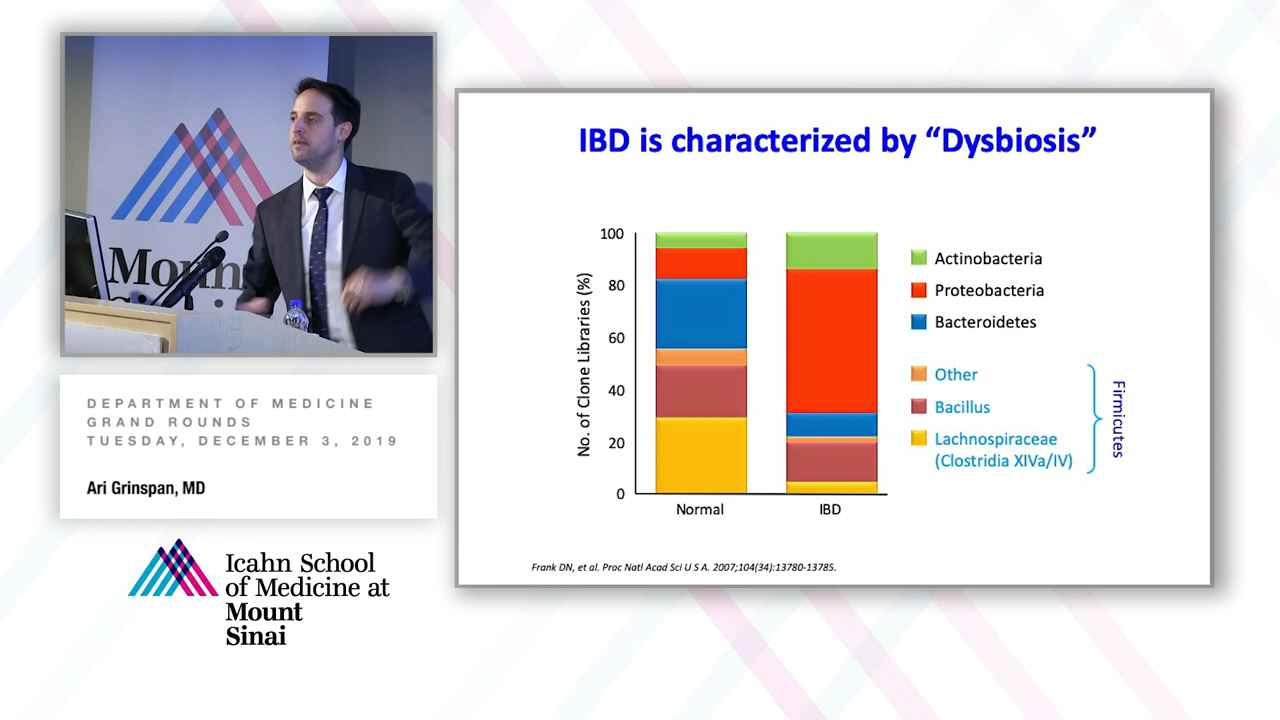 Mount
Sinai
DEPARTMENT OF MEDICINE
GRAND ROUNDS
TUESDAY, DECEMBER 3, 2019
Ari Grinspan, MD
Icahn School
of Medicine at
Mount
Sinai
IBD is characterized by “Dysbiosis”
No. of Clone Libraries (%)
100
80
60
40
20
0
Normal
IBD
Actinobacteria
Proteobacteria
Bacteroidetes
Other
Bacillus
Lachnospiraceae
(Clostridia XIVa/IV)
Firmicutes
Frank DN, et al. Proc Natl Acad Sci U S A. 2007;104(34):13780-13785.